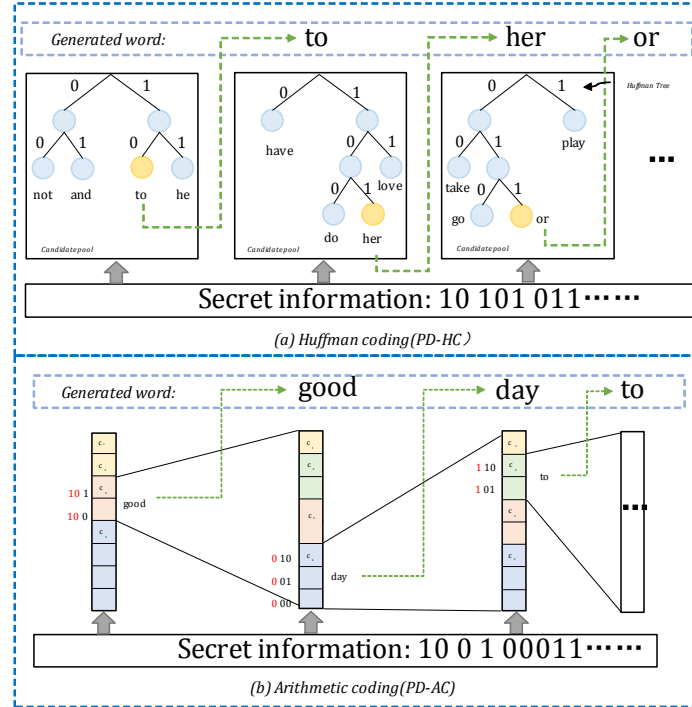 Generated word: to her or
0 1 0 1 0 1 Huffman Tree
0 1 0 1 have 0 1 0 1 play
not and to he 0 1 love take 0 1 ...
do her go or
Candidatepool Candidatepool Candidatepool
Secret information: 10 101 011······
(a) Huffman coding(PD-HC)
Generated word: good day to
10 1
10 0
good
0 10
0 01
0 00
day
1 10
1 01
to
...
Secret information: 10 0 1 00011······
(b) Arithmetic coding(PD-AC)